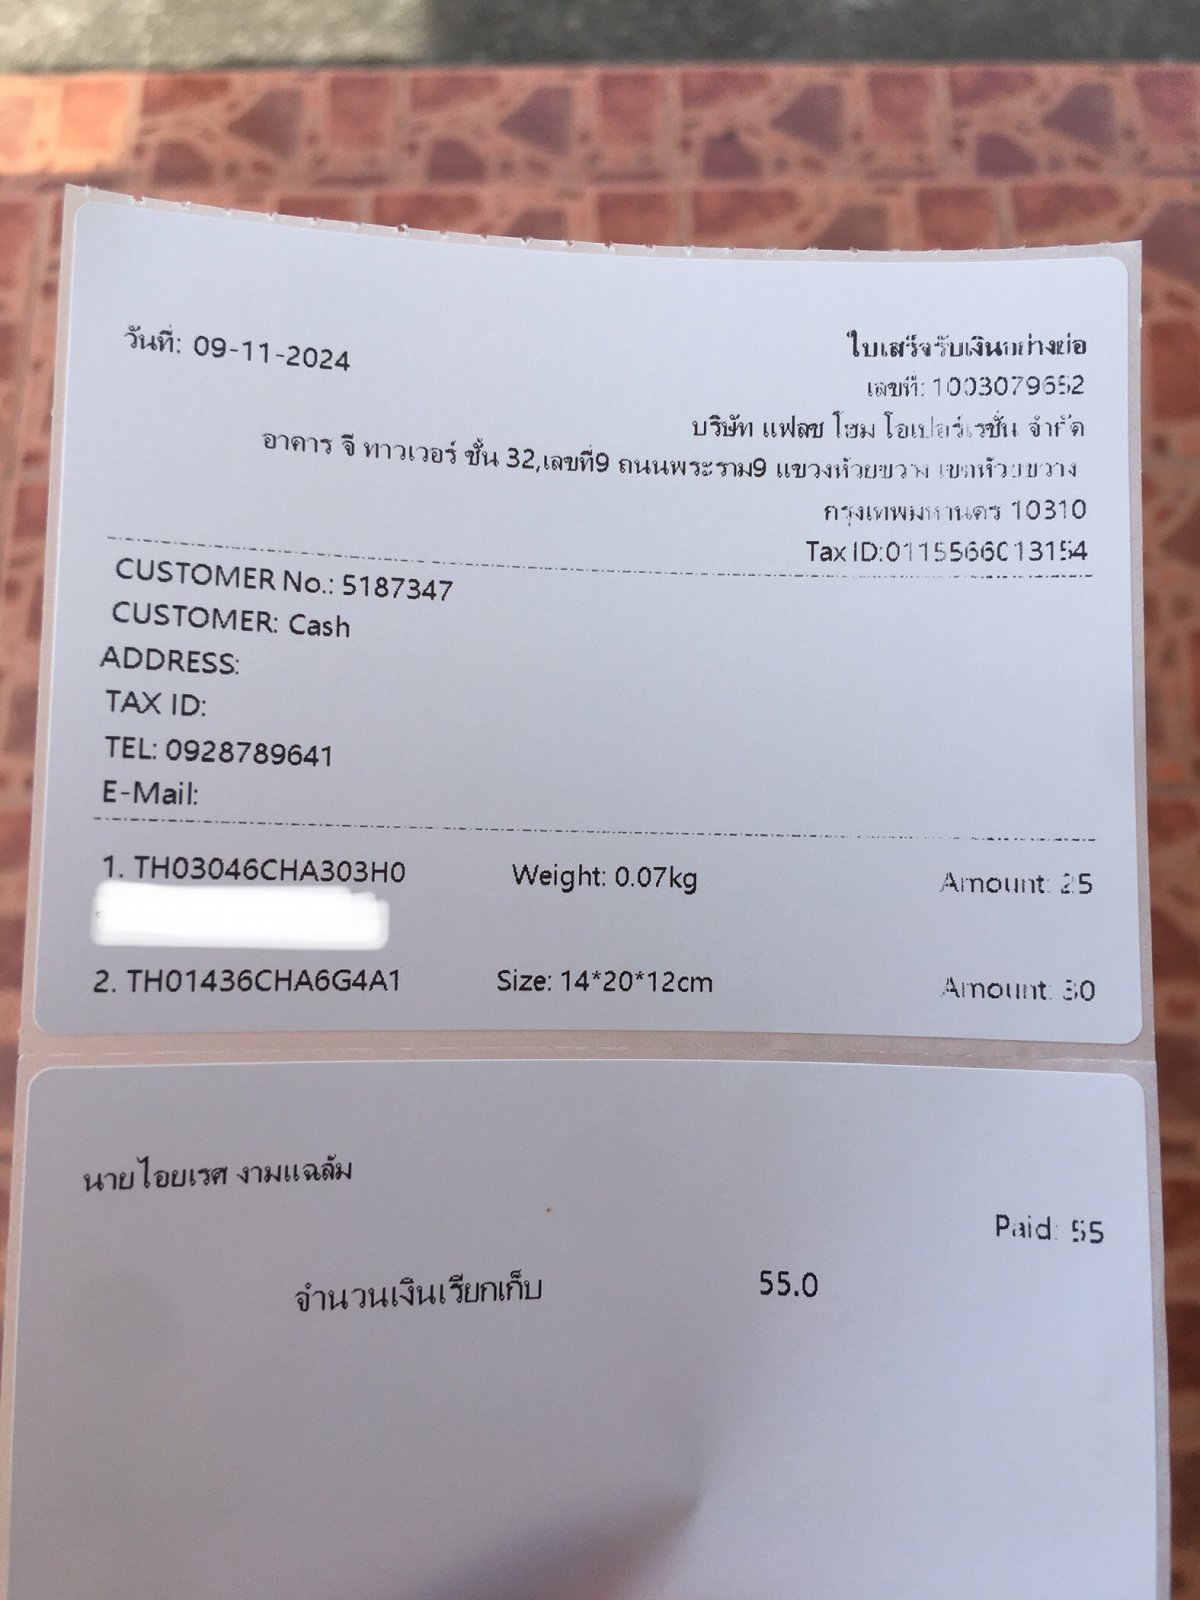 วันที่: 09-11-2024
ใบเสร็จรับเงินอย่างย่อ
เลขที่: 1003079652
บริษัท แฟลช โฮม โอเปอร์เรชั่น จำกัด
อาคาร จี ทาวเวอร์ ชั้น 32,เลขที่9 ถนนพระราม9 แขวงห้วยขวาง เขตห้วยขวาง
กรุงเทพมหานคร 10310
Tax ID:0115566013154
CUSTOMER No.: 5187347
CUSTOMER: Cash
ADDRESS:
TAX ID:
TEL: 0928789641
E-Mail:
1. TH03046CHA303H0 Weight: 0.07kg Amount: 25
2. TH01436CHA6G4A1 Size: 14*20*12cm Amount: 30
นายไอยเรศ งามแฉล้ม
Paid: 55
จำนวนเงินเรียกเก็บ 55.0